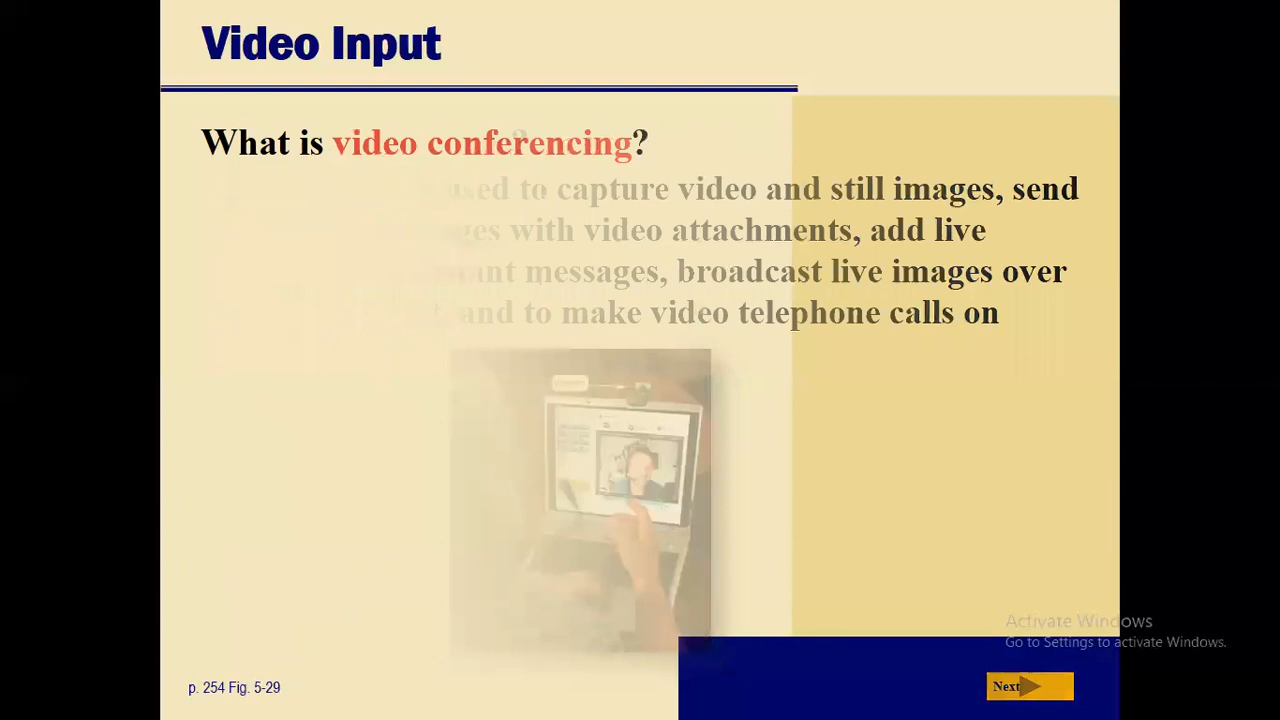 Video Input
What is video conferencing?
used to capture video and still images, send
with video attachments, add live
messages, broadcast live images over
and to make video telephone calls on
Activate Windows
Go to Settings to activate Windows.
p. 254 Fig. 5-29
Next